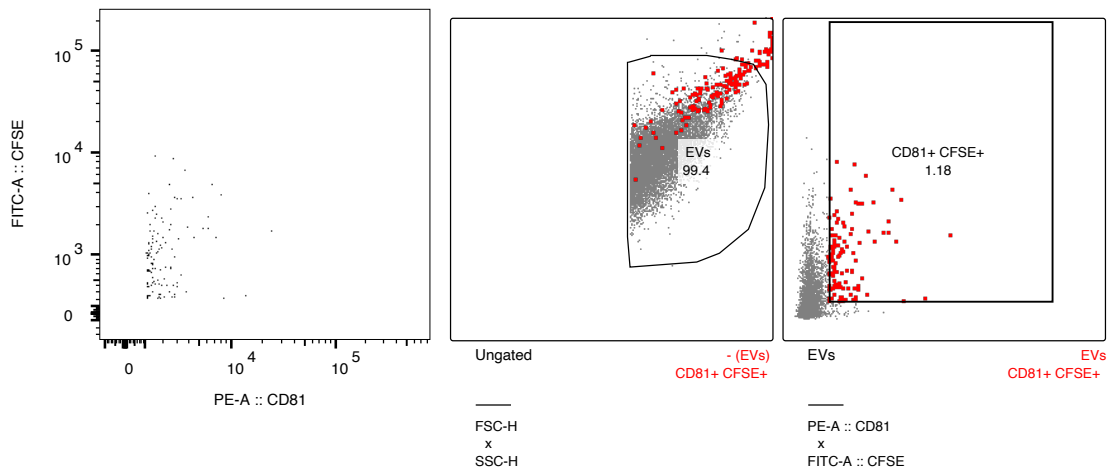 FITC-A :: CFSE
10 5
10 4
10 3
0
0
10 4
10 5
PE-A :: CD81
EVs
99.4
Ungated
- (EVs)
CD81+ CFSE+
FSC-H
x
SSC-H
CD81+ CFSE+
1.18
EVs
EVs
CD81+ CFSE+
PE-A :: CD81
x
FITC-A :: CFSE